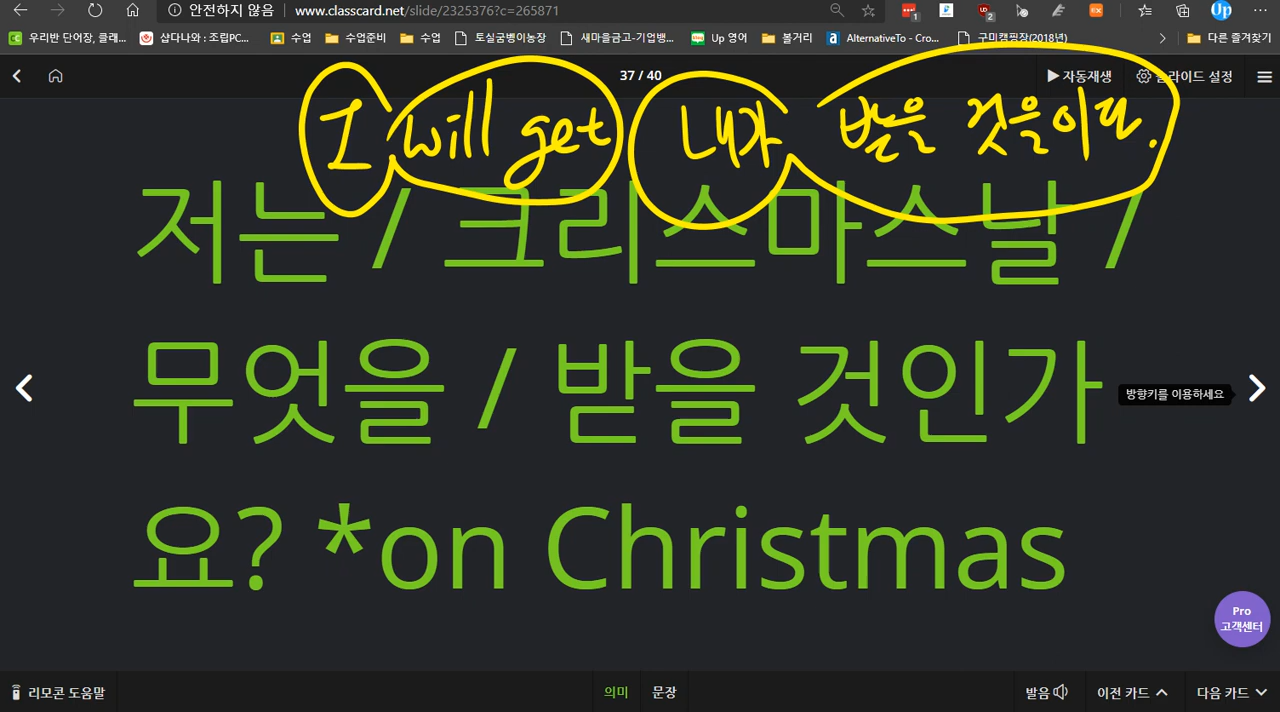 안전하지 않음 | www.classcard.net/slide/2325376?c=265871
우리반 단어장, 클래... 샵다나와 : 조립PC... 수업 수업준비 수업 토실굼벵이농장 새마을금고-기업뱅... Up 영어 볼거리 AlternativeTo - Cro... 구미캠핑장(2018년) 다른 즐겨찾기
37 / 40 자동재생 슬라이드 설정
I will get 내가 받을 것을이다.
저는 / 크리스마스날 /
무엇을 / 받을 것인가
방향키를 이용하세요
요? *on Christmas
Pro
고객센터
리모콘 도움말 의미 문장 발음 이전 카드 다음 카드